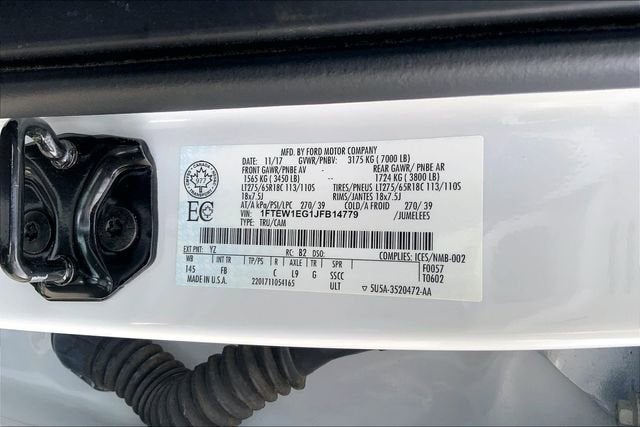 MFD. BY FORD MOTOR COMPANY
DATE: 11/17 GVWR/PNBV: 3175 KG ( 7000 LB)
FRONT GAWR/PNBE AV REAR GAWR / PNBE AR
1565 KG ( 3450 LB) 1724 KG ( 3800 LB)
LT275/65R18C 113/110S TIRES/PNEUS LT275/65R18C 113/110S
18x7.5J RIMS/JANTES 18x7.5J
AT/A kPa/PSI/LPC 270/ 39 COLD/A FROID 270/ 39
VIN: 1FTEW1EG1JFB14779 /JUMELEES
TYPE: TRU/CAM
977
EC
EXT PNT: YZ RC: B2 DSO: COMPLIES: ICES/NMB-002
WB INT TR TP/PS R AXLE TR SPR F0057
145 FB C L9 G SSCC T0602
MADE IN U.S.A. 2201711054165 ULT 5U5A-3520472-AA